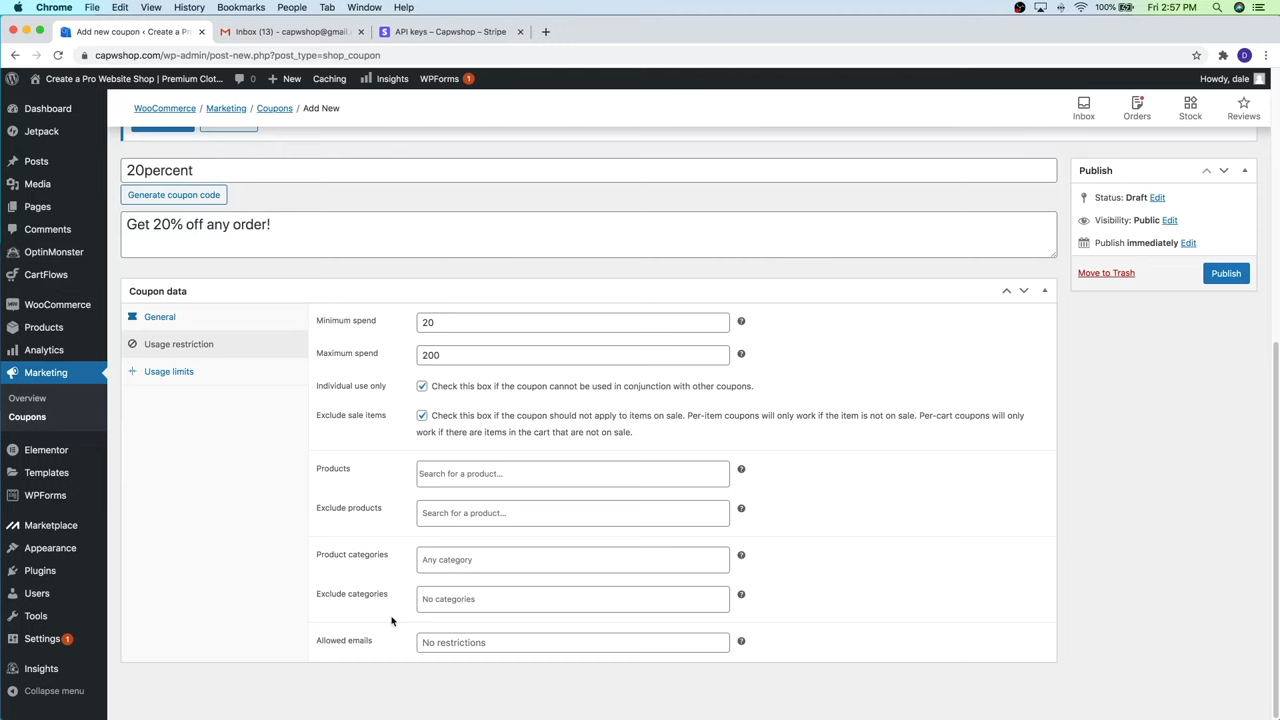 Chrome File Edit View History Bookmarks People Tab Window Help 100% Fri 2:57 PM
Add new coupon ‹ Create a Pro Inbox (13) - capwshop@gmail. API keys – Capwshop – Stripe
capwshop.com/wp-admin/post-new.php?post_type=shop_coupon
Create a Pro Website Shop | Premium Clot... 0 New Caching Insights WPForms 1 Howdy, dale
WooCommerce / Marketing / Coupons / Add New
Inbox Orders Stock Reviews
Dashboard
Jetpack
Posts
Media
Pages
Comments
OptinMonster
CartFlows
WooCommerce
Products
Analytics
Marketing
Overview
Coupons
Elementor
Templates
WPForms
Marketplace
Appearance
Plugins
Users
Tools
Settings 1
Insights
Collapse menu
20percent
Generate coupon code
Get 20% off any order!
Coupon data
General
Usage restriction
Usage limits
Minimum spend 20
Maximum spend 200
Individual use only Check this box if the coupon cannot be used in conjunction with other coupons.
Exclude sale items Check this box if the coupon should not apply to items on sale. Per-item coupons will only work if the item is not on sale. Per-cart coupons will only
work if there are items in the cart that are not on sale.
Products Search for a product...
Exclude products Search for a product...
Product categories Any category
Exclude categories No categories
Allowed emails No restrictions
Publish
Status: Draft Edit
Visibility: Public Edit
Publish immediately Edit
Move to Trash Publish